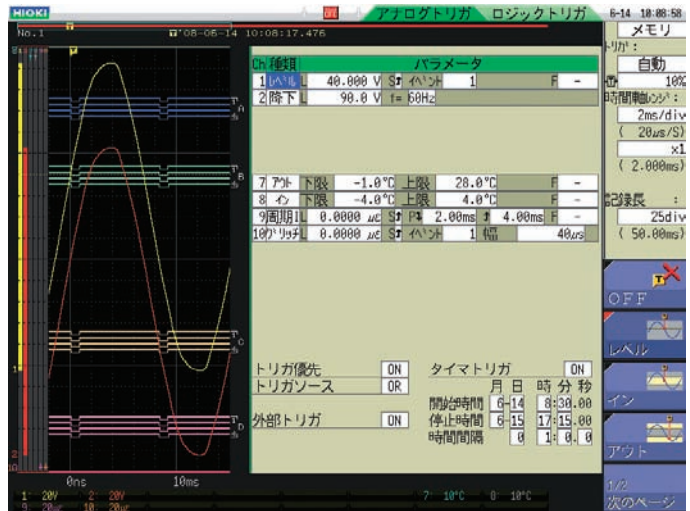 HIOKI
アナログトリガ ロジックトリガ
6-14 10:08:58
No.1
'08-06-14 10:08:17.476
メモリ
トリガ:
自動
10%
時間軸レンジ:
2ms/div
( 20us/S)
x1
( 2.000ms)
記録長 :
25div
( 50.00ms)
Ch 種類 パラメータ
1 レベル L 40.000 V S イベント 1 F -
2 降下 L 90.0 V f= 60Hz
7 アウト 下限 -1.0℃ 上限 28.0℃ F -
8 イン 下限 -4.0℃ 上限 4.0℃ F -
9 周期 L 0.0000 με S P 2.00ms 4.00ms F -
10 グリッチ L 0.0000 με S イベント 1 幅 40us
A
B
C
D
OFF
レベル
イン
アウト
1/2
次のページ
トリガ優先 ON タイマトリガ ON
トリガソース OR 月 日 時 分 秒
開始時間 6-14 8:30.00
外部トリガ ON 停止時間 6-15 17:15.00
時間間隔 0 1: 0. 0
0ns 10ms
1: 20V 2: 20V 7: 10℃ 8: 10℃
9: 20με 10: 20με